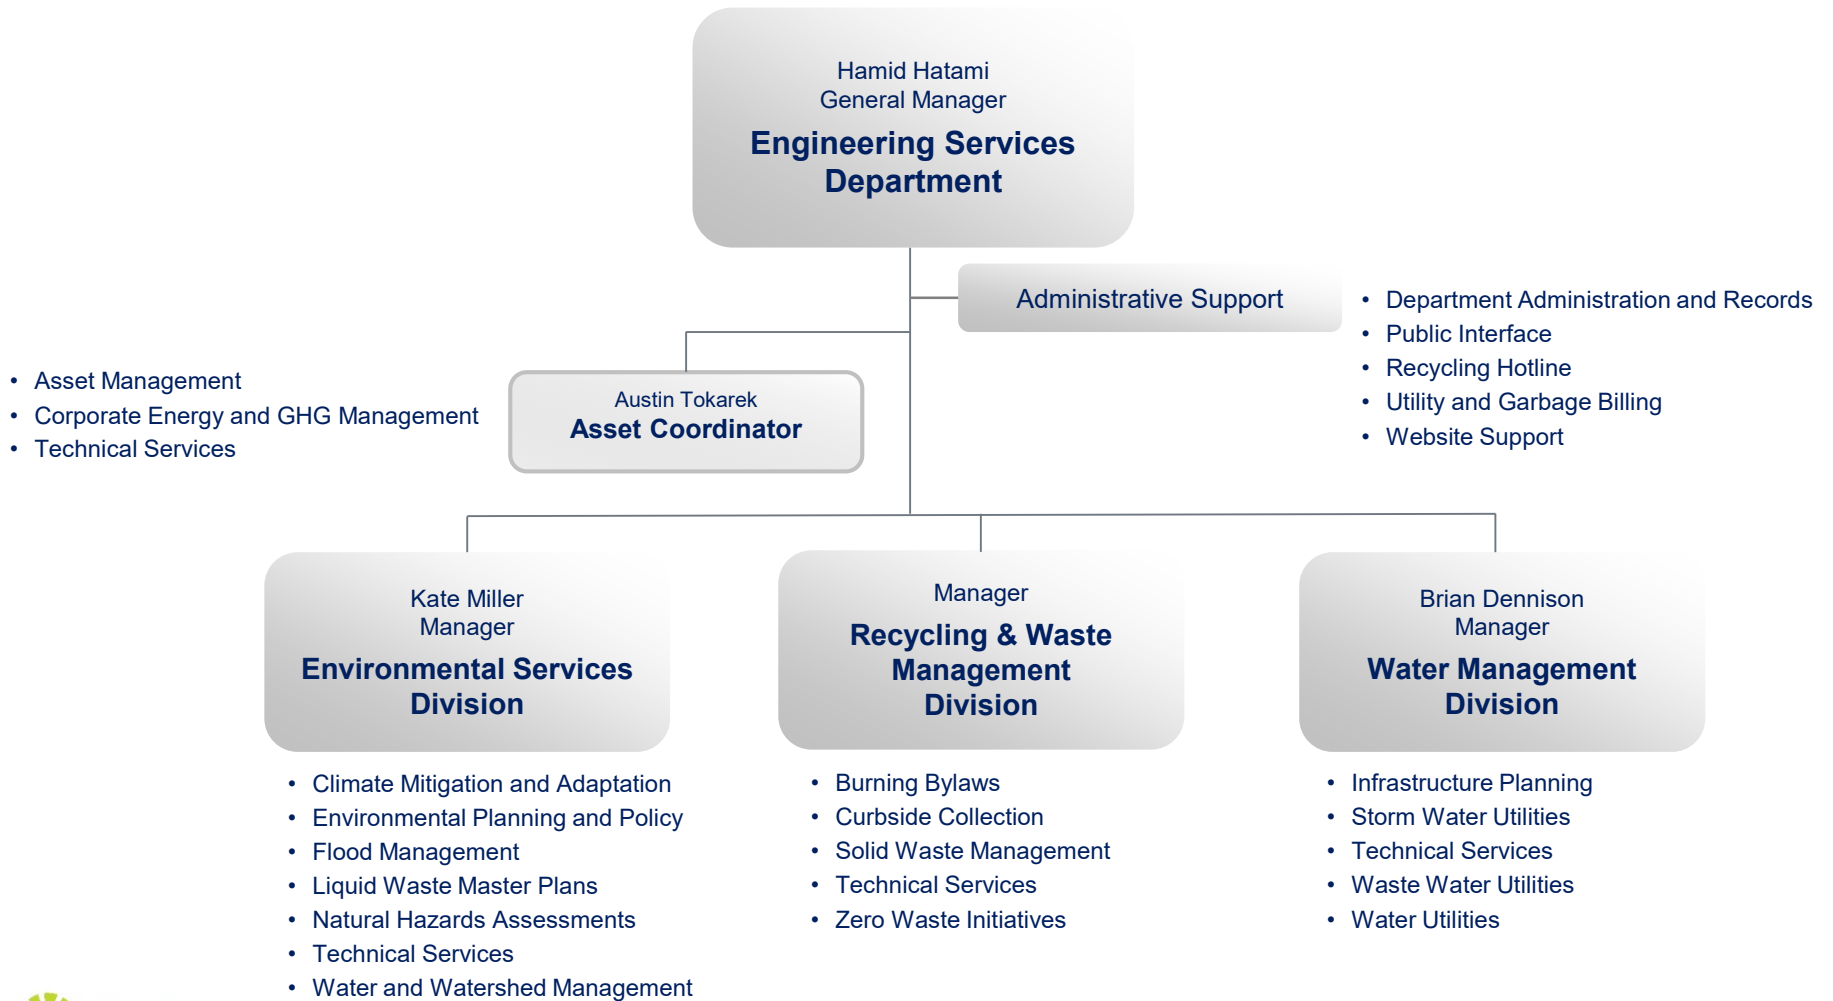 Hamid Hatami
General Manager
Engineering Services
Department
Administrative Support
• Department Administration and Records
• Public Interface
• Recycling Hotline
• Utility and Garbage Billing
• Website Support
• Asset Management
• Corporate Energy and GHG Management
• Technical Services
Austin Tokarek
Asset Coordinator
Kate Miller
Manager
Environmental Services
Division
• Climate Mitigation and Adaptation
• Environmental Planning and Policy
• Flood Management
• Liquid Waste Master Plans
• Natural Hazards Assessments
• Technical Services
• Water and Watershed Management
Manager
Recycling & Waste
Management
Division
• Burning Bylaws
• Curbside Collection
• Solid Waste Management
• Technical Services
• Zero Waste Initiatives
Brian Dennison
Manager
Water Management
Division
• Infrastructure Planning
• Storm Water Utilities
• Technical Services
• Waste Water Utilities
• Water Utilities